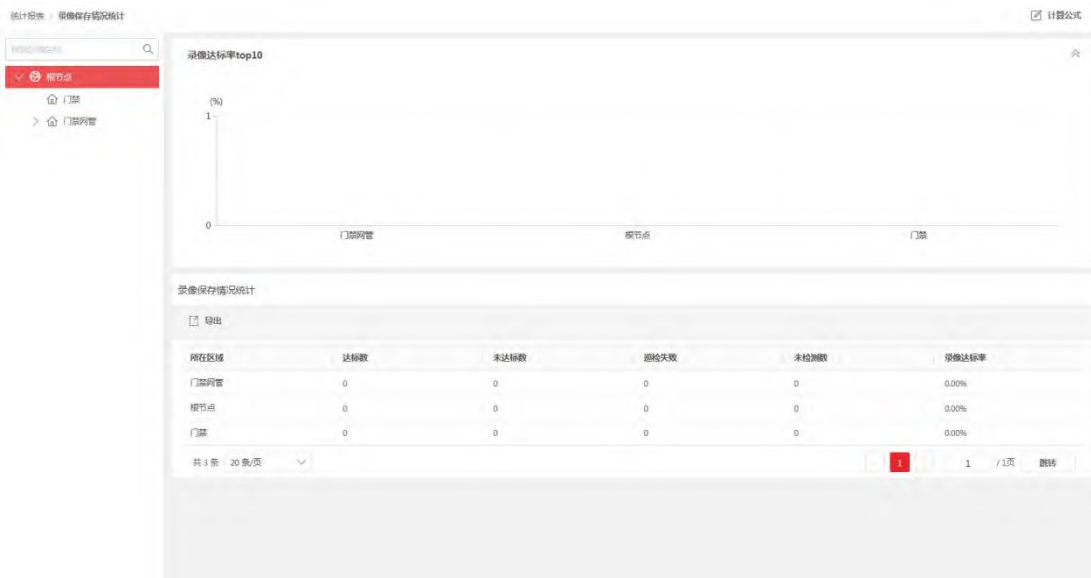 统计报表 录像保存情况统计
计算公式
根节点
门禁
门禁网管
录像达标率top10
(%)
1
0
门禁网管 根节点 门禁
录像保存情况统计
导出
所在区域 达标数 未达标数 巡检失败 未检测数 录像达标率
门禁网管 0 0 0 0 0.00%
根节点 0 0 0 0 0.00%
门禁 0 0 0 0 0.00%
共 3 条 20 条/页 1 1 / 1页 跳转